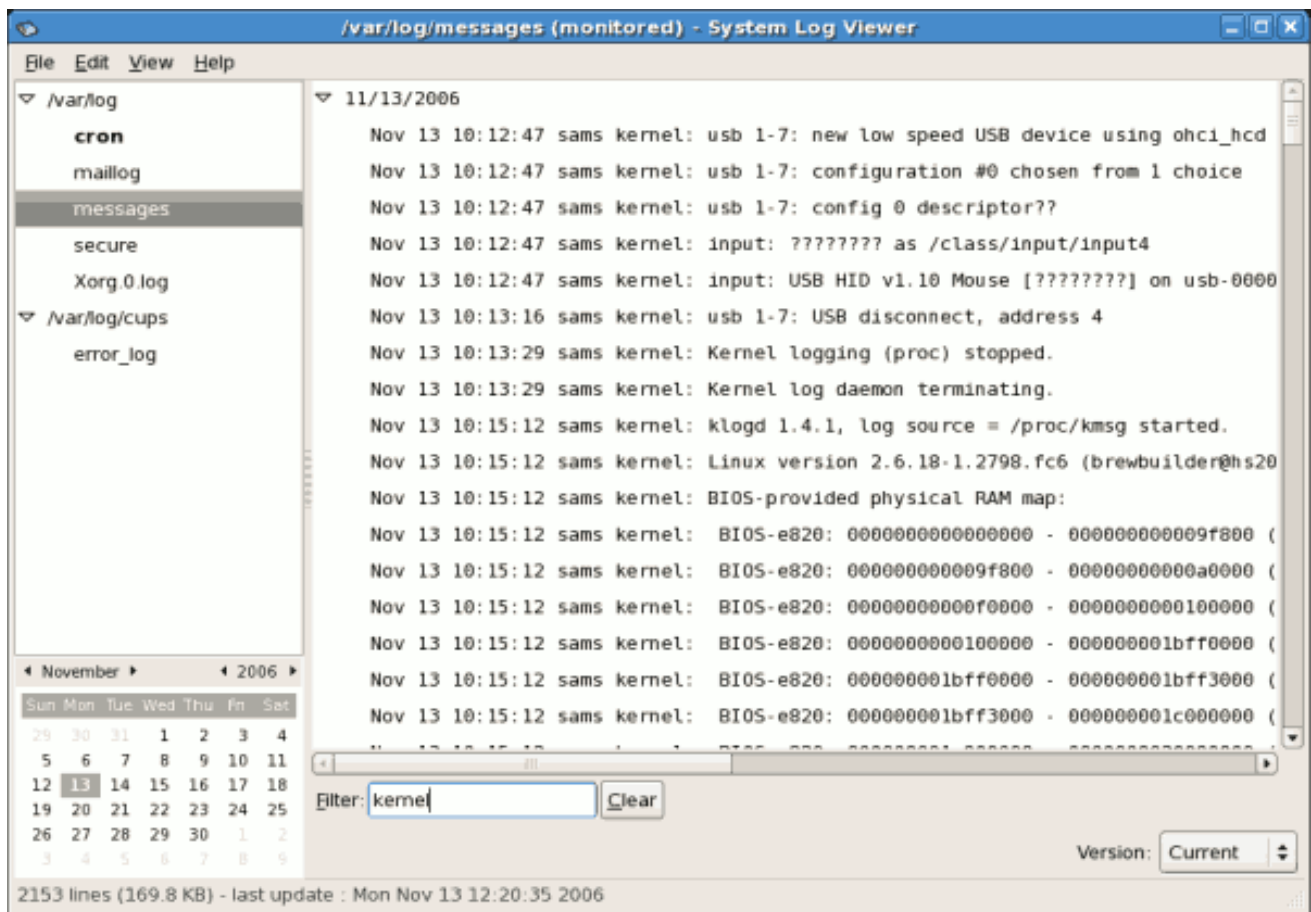 /var/log/messages (monitored) - System Log Viewer
File Edit View Help
/var/log
cron
maillog
messages
secure
Xorg.0.log
/var/log/cups
error_log
11/13/2006
Nov 13 10:12:47 sams kernel: usb 1-7: new low speed USB device using ohci_hcd
Nov 13 10:12:47 sams kernel: usb 1-7: configuration #0 chosen from 1 choice
Nov 13 10:12:47 sams kernel: usb 1-7: config 0 descriptor??
Nov 13 10:12:47 sams kernel: input: ???????? as /class/input/input4
Nov 13 10:12:47 sams kernel: input: USB HID v1.10 Mouse [????????] on usb-0000
Nov 13 10:13:16 sams kernel: usb 1-7: USB disconnect, address 4
Nov 13 10:13:29 sams kernel: Kernel logging (proc) stopped.
Nov 13 10:13:29 sams kernel: Kernel log daemon terminating.
Nov 13 10:15:12 sams kernel: klogd 1.4.1, log source = /proc/kmsg started.
Nov 13 10:15:12 sams kernel: Linux version 2.6.18-1.2798.fc6 (brewbuilder@hs20
Nov 13 10:15:12 sams kernel: BIOS-provided physical RAM map:
Nov 13 10:15:12 sams kernel: BIOS-e820: 0000000000000000 - 000000000009f800 (
Nov 13 10:15:12 sams kernel: BIOS-e820: 000000000009f800 - 00000000000a0000 (
Nov 13 10:15:12 sams kernel: BIOS-e820: 00000000000f0000 - 0000000000100000 (
Nov 13 10:15:12 sams kernel: BIOS-e820: 0000000000100000 - 000000001bff0000 (
Nov 13 10:15:12 sams kernel: BIOS-e820: 000000001bff0000 - 000000001bff3000 (
Nov 13 10:15:12 sams kernel: BIOS-e820: 000000001bff3000 - 000000001c000000 (
November 2006
Sun Mon Tue Wed Thu Fri Sat
29 30 31 1 2 3 4
5 6 7 8 9 10 11
12 13 14 15 16 17 18
19 20 21 22 23 24 25
26 27 28 29 30 1 2
3 4 5 6 7 8 9
Filter: kernel Clear
Version: Current
2153 lines (169.8 KB) - last update : Mon Nov 13 12:20:35 2006